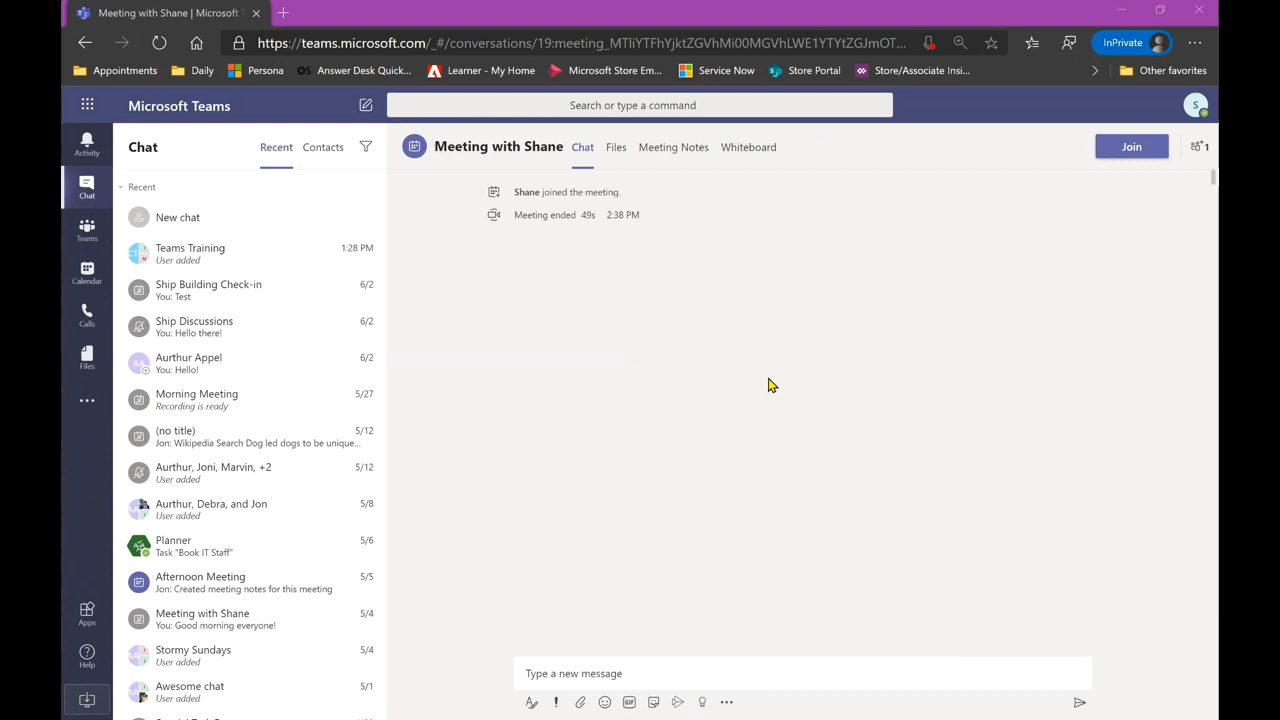 Meeting with Shane | Microsoft T
https://teams.microsoft.com/_#/conversations/19:meeting_MTliYTFhYjktZGVhMi00MGVhLWE1YTYtZGJmOT...
InPrivate
Appointments
Daily
Persona
Answer Desk Quick...
Learner - My Home
Microsoft Store Em...
Service Now
Store Portal
Store/Associate Insi...
Other favorites
Microsoft Teams
Search or type a command
S
Activity
Chat
Teams
Calendar
Calls
Files
Apps
Help
Chat
Recent
Contacts
Recent
New chat
Teams Training 1:28 PM
User added
Ship Building Check-in 6/2
You: Test
Ship Discussions 6/2
You: Hello there!
Aurthur Appel 6/2
You: Hello!
Morning Meeting 5/27
Recording is ready
(no title) 5/12
Jon: Wikipedia Search Dog led dogs to be unique...
Aurthur, Joni, Marvin, +2 5/12
User added
Aurthur, Debra, and Jon 5/8
User added
Planner 5/6
Task "Book IT Staff"
Afternoon Meeting 5/5
Jon: Created meeting notes for this meeting
Meeting with Shane 5/4
You: Good morning everyone!
Stormy Sundays 5/4
User added
Awesome chat 5/1
User added
Meeting with Shane
Chat
Files
Meeting Notes
Whiteboard
Join
1
Shane joined the meeting.
Meeting ended 49s 2:38 PM
Type a new message
GIF